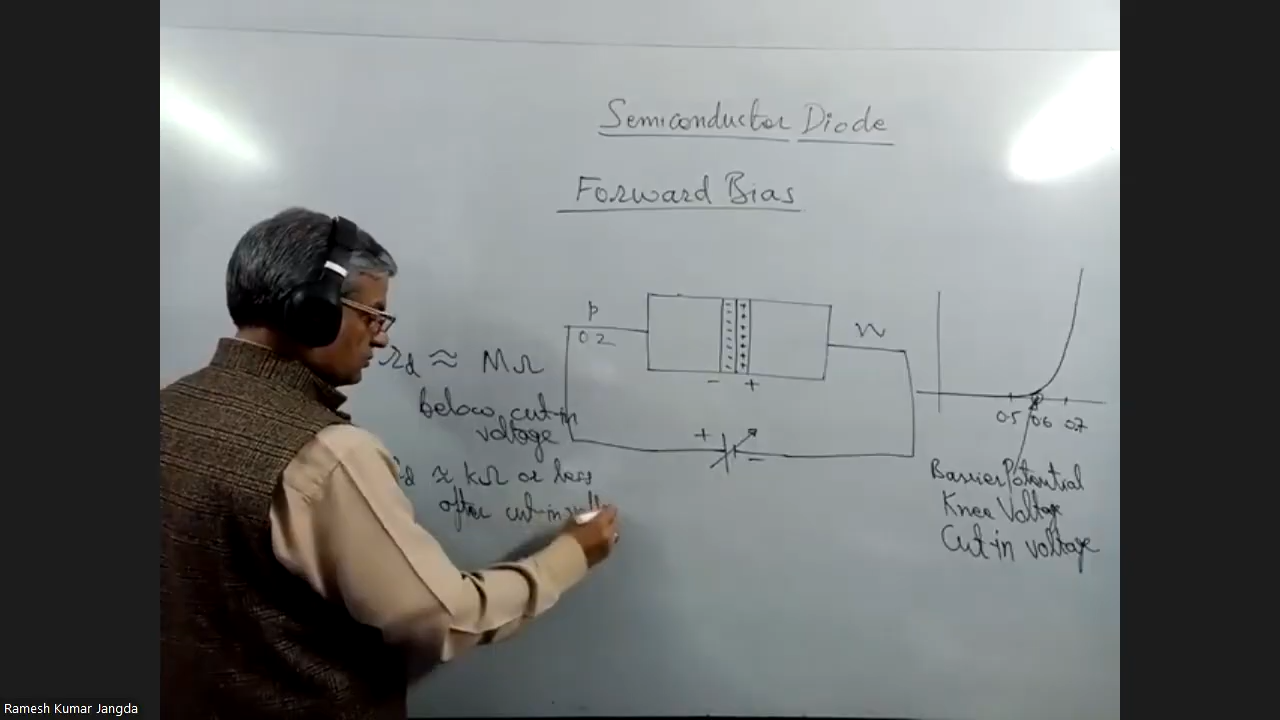 Semiconductor Diode
Forward Bias
p
0.2
N
- +
+
-
rd ≈ MΩ
Below cut-in
voltage
rd ≈ kΩ or less
after cut-in
0.5 0.6 0.7
Barrier Potential
Knee Voltage
Cut-in voltage
Ramesh Kumar Jangda